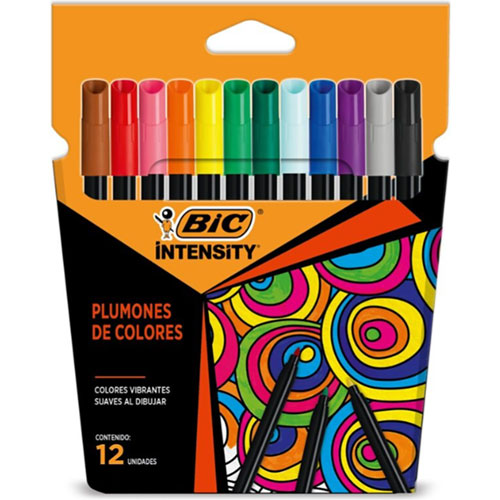 BIC
INTENSITY
PLUMONES
DE COLORES
COLORES VIBRANTES
SUAVES AL DIBUJAR
CONTENIDO:
12 UNIDADES